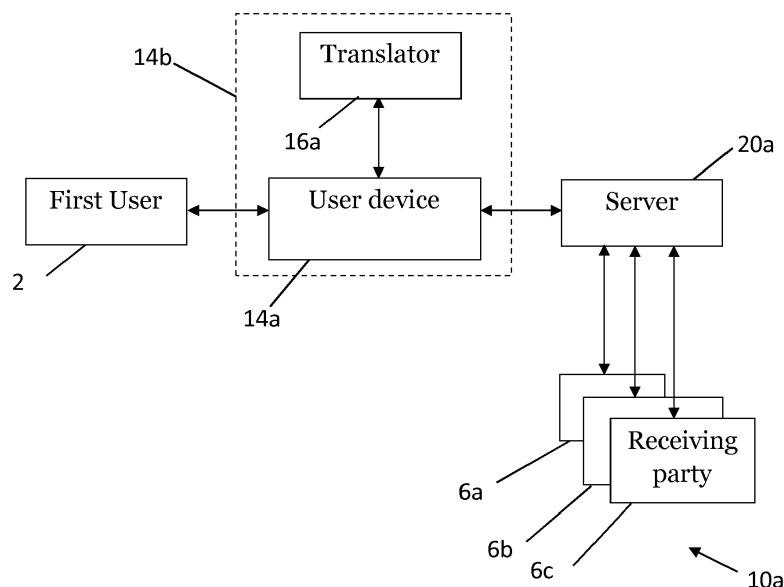 Translator
14b
16a
20a
First User
User device
Server
2
14a
Receiving
party
6a
6b
6c
10a